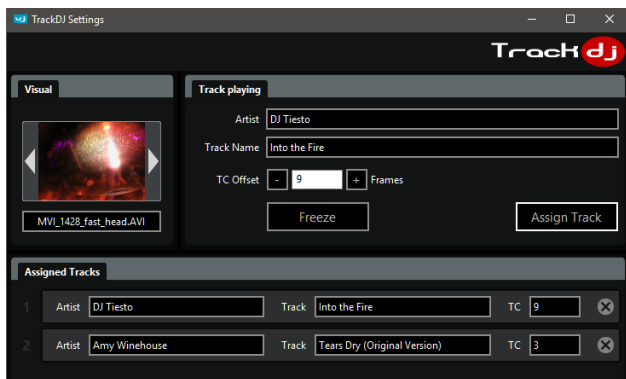 TrackDJ Settings
Track dj
Visual
MVI_1428_fast_head.AVI
Track playing
Artist DJ Tiesto
Track Name Into the Fire
TC Offset - 9 + Frames
Freeze Assign Track
Assigned Tracks
1 Artist DJ Tiesto Track Into the Fire TC 9
2 Artist Amy Winehouse Track Tears Dry (Original Version) TC 3